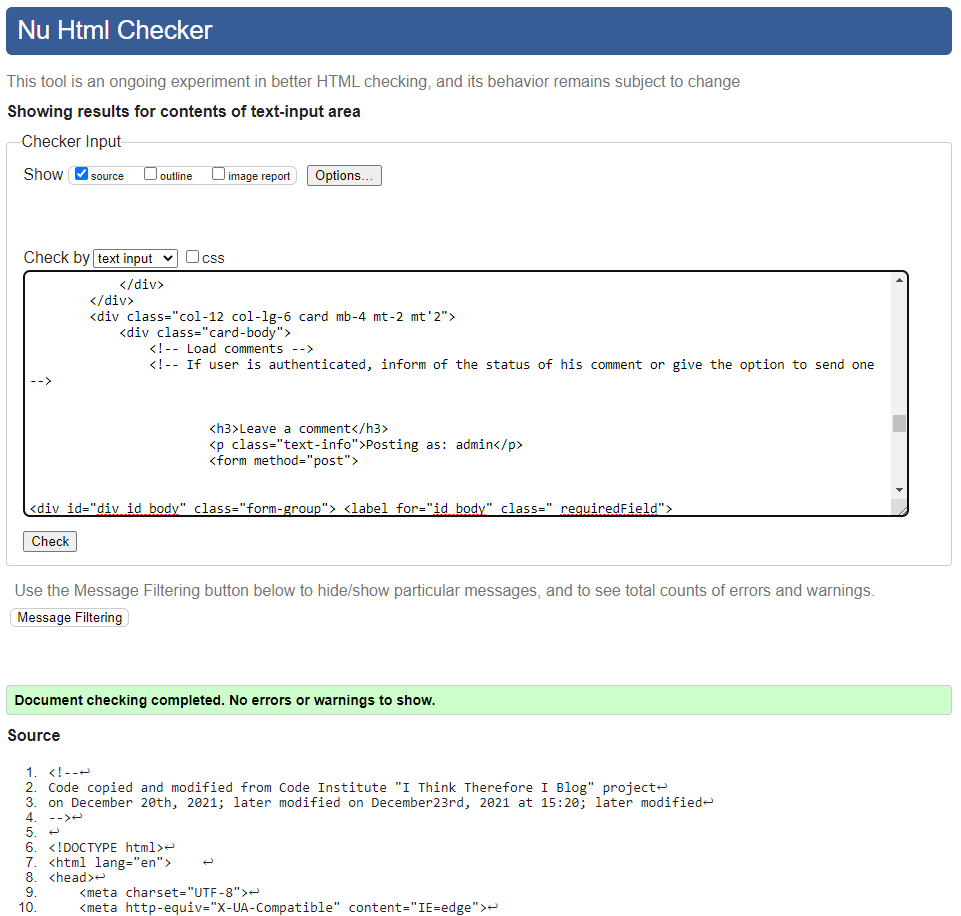 Nu Html Checker
This tool is an ongoing experiment in better HTML checking, and its behavior remains subject to change
Showing results for contents of text-input area
Checker Input
Show source outline image report Options...
Check by text input css
</div>
</div>
<div class="col-12 col-lg-6 card mb-4 mt-2 mt'2">
<div class="card-body">
<!-- Load comments -->
<!-- If user is authenticated, inform of the status of his comment or give the option to send one
-->
<h3>Leave a comment</h3>
<p class="text-info">Posting as: admin</p>
<form method="post">
<div id="div_id_body" class="form-group"> <label for="id_body" class=" requiredField">
Check
Use the Message Filtering button below to hide/show particular messages, and to see total counts of errors and warnings.
Message Filtering
Document checking completed. No errors or warnings to show.
Source
1. <!--↩
2. Code copied and modified from Code Institute "I Think Therefore I Blog" project↩
3. on December 20th, 2021; later modified on December23rd, 2021 at 15:20; later modified↩
4. -->↩
5. ↩
6. <!DOCTYPE html>↩
7. <html lang="en"> ↩
8. <head>↩
9. <meta charset="UTF-8">↩
10. <meta http-equiv="X-UA-Compatible" content="IE=edge">↩